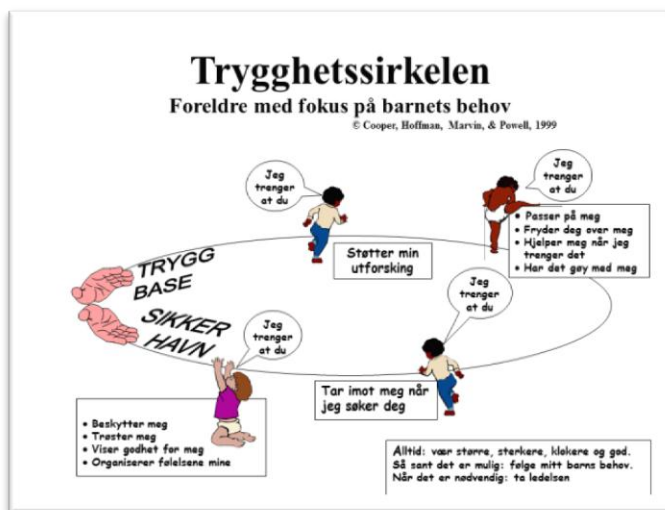 Trygghetssirkelen
Foreldre med fokus på barnets behov
© Cooper, Hoffman, Marvin, & Powell, 1999
Jeg
trenger
at du
Støtter min
utforsking
Jeg
trenger
at du
• Passer på meg
• Fryder deg over meg
• Hjelper meg når jeg
trenger det
• Har det gøy med meg
TRYGG
BASE
SIKKER
HAVN
Jeg
trenger
at du
Tar imot meg når
jeg søker deg
Jeg
trenger
at du
• Beskytter meg
• Trøster meg
• Viser godhet for meg
• Organiserer følelsene mine
Alltid: vær større, sterkere, klokere og god.
Så sant det er mulig: følge mitt barns behov.
Når det er nødvendig: ta ledelsen